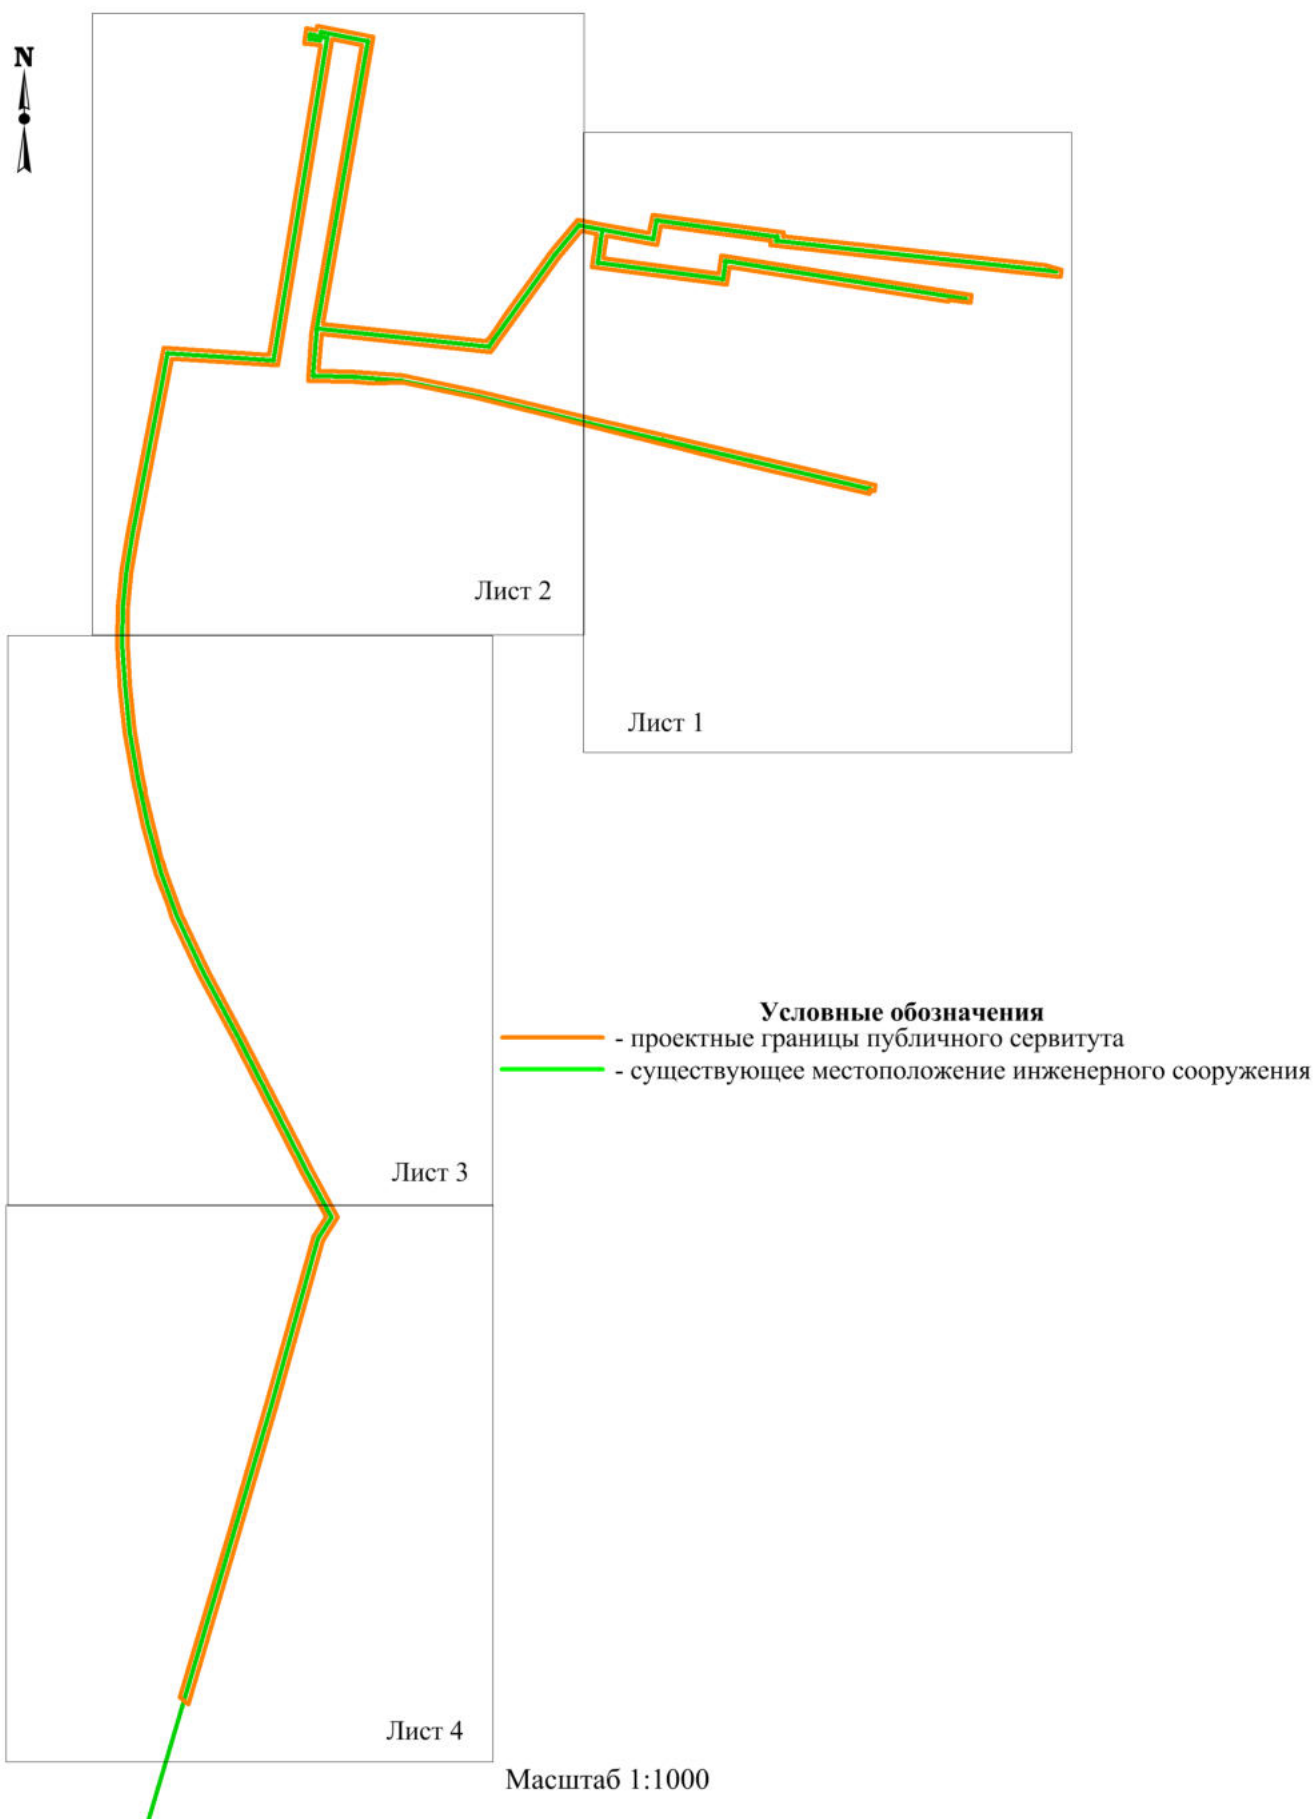 N
Лист 2
Лист 1
Условные обозначения
- проектные границы публичного сервитута
- существующее местоположение инженерного сооружения
Лист 3
Лист 4
Масштаб 1:1000